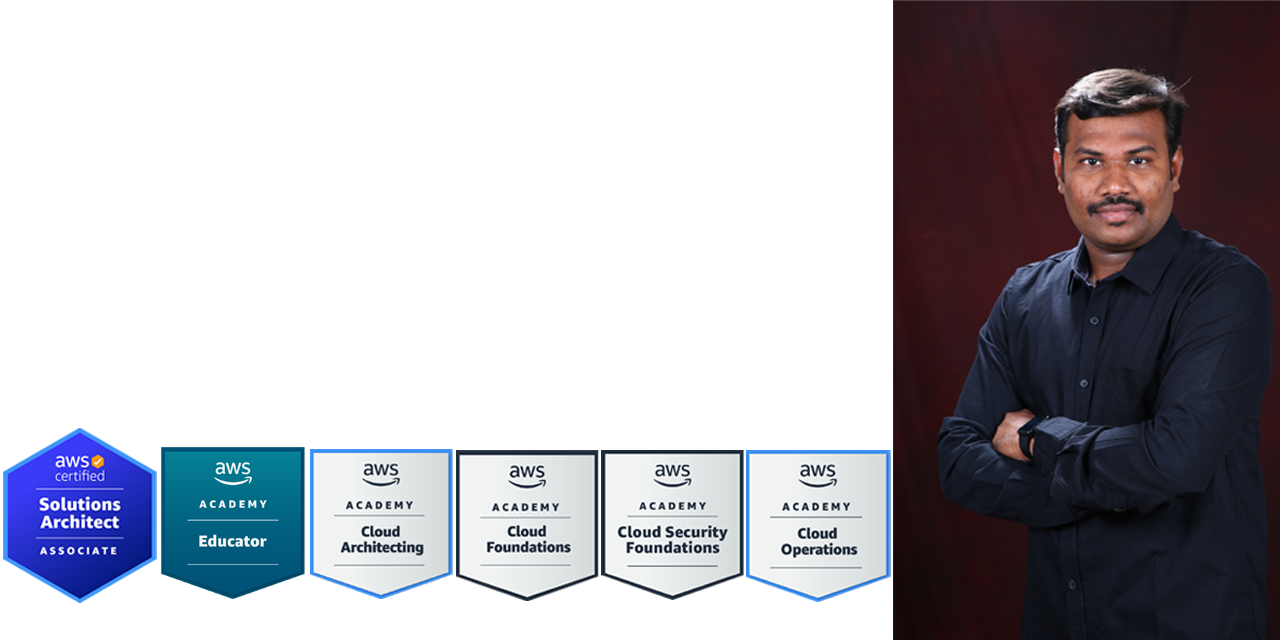 aws
certified
Solutions
Architect
ASSOCIATE
aws
ACADEMY
Educator
aws
ACADEMY
Cloud
Architecting
aws
ACADEMY
Cloud
Foundations
aws
ACADEMY
Cloud Security
Foundations
aws
ACADEMY
Cloud
Operations